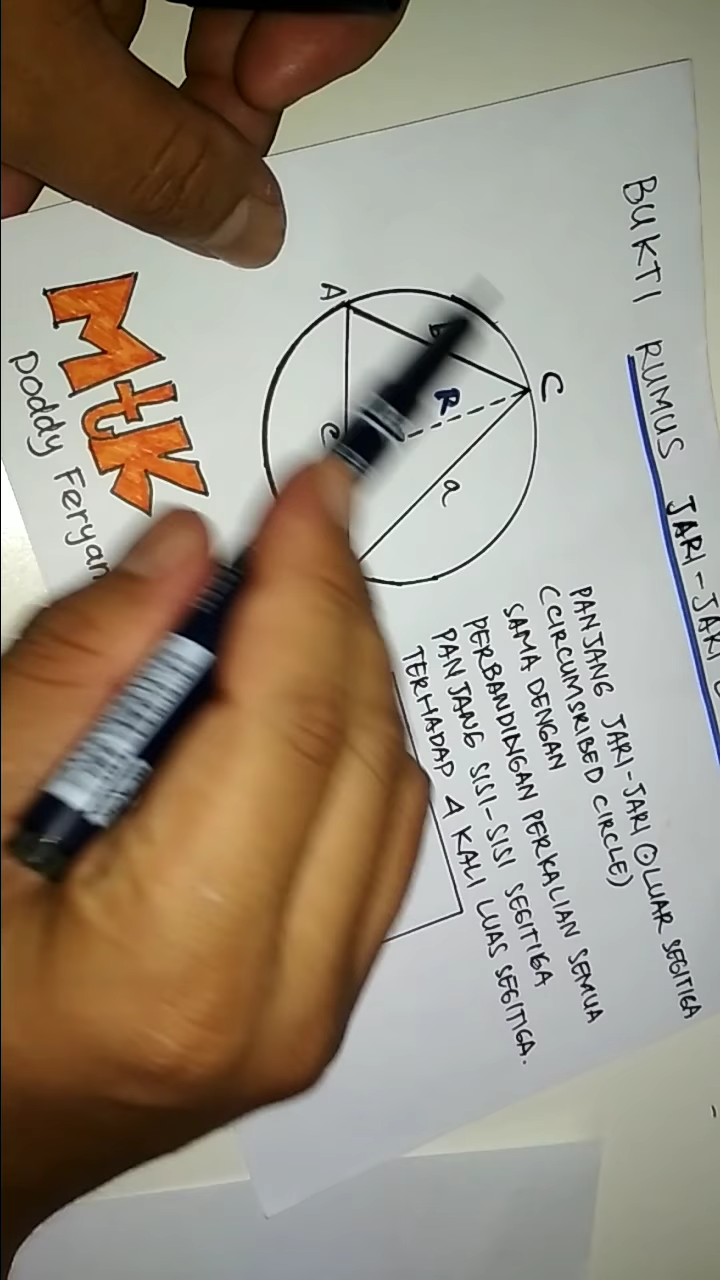 BUKTI RUMUS JARI-JARI
PANJANG JARI-JARI ⊙LUAR SEGITIGA
(CIRCUMSRIBED CIRCLE)
SAMA DENGAN
PERBANDINGAN PERKALIAN SEMUA
PANJANG SISI-SISI SEGITIGA
TERHADAP 4 KALI LUAS SEGITIGA.
C
A
R
a
MtK
Doddy Feryan